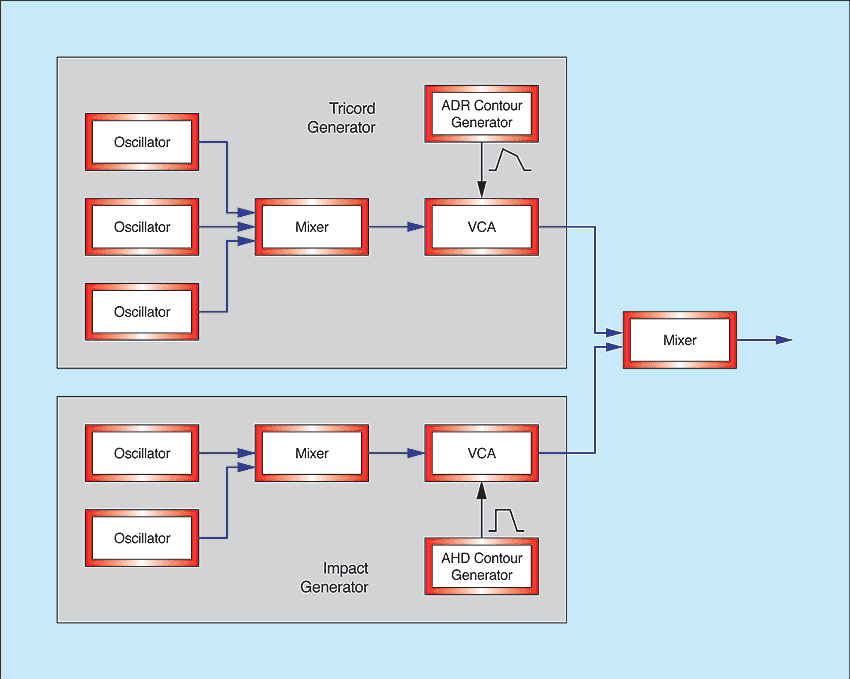 Tricord
Generator
ADR Contour
Generator
Oscillator
Oscillator
Mixer
VCA
Oscillator
Mixer
Oscillator
Mixer
VCA
Oscillator
Impact
Generator
AHD Contour
Generator